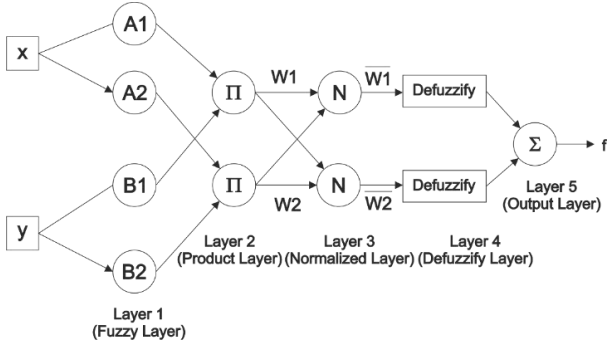 A1
x
A2
B1
y
B2
Layer 1
(Fuzzy Layer)
Π
Π
W1
W2
Layer 2
(Product Layer)
N
N
W1
W2
Layer 3
(Normalized Layer)
Defuzzify
Defuzzify
Layer 4
(Defuzzify Layer)
Σ
f
Layer 5
(Output Layer)